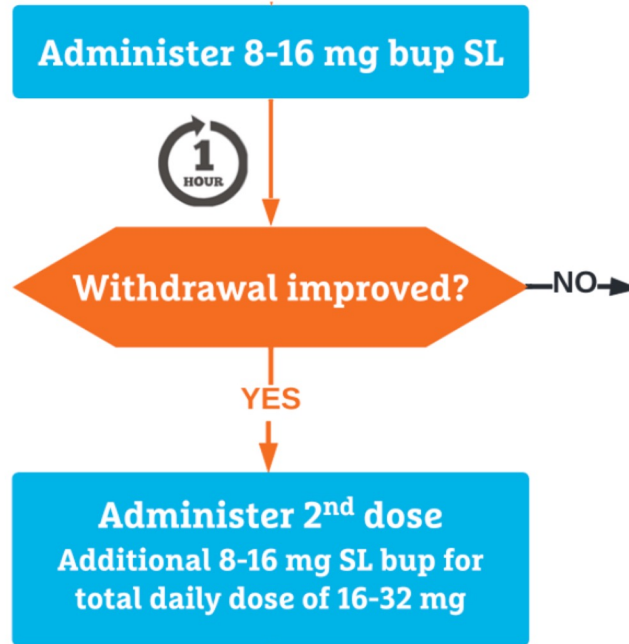 Administer 8-16 mg bup SL
1
HOUR
Withdrawal improved?
NO
YES
Administer 2nd dose
Additional 8-16 mg SL bup for
total daily dose of 16-32 mg